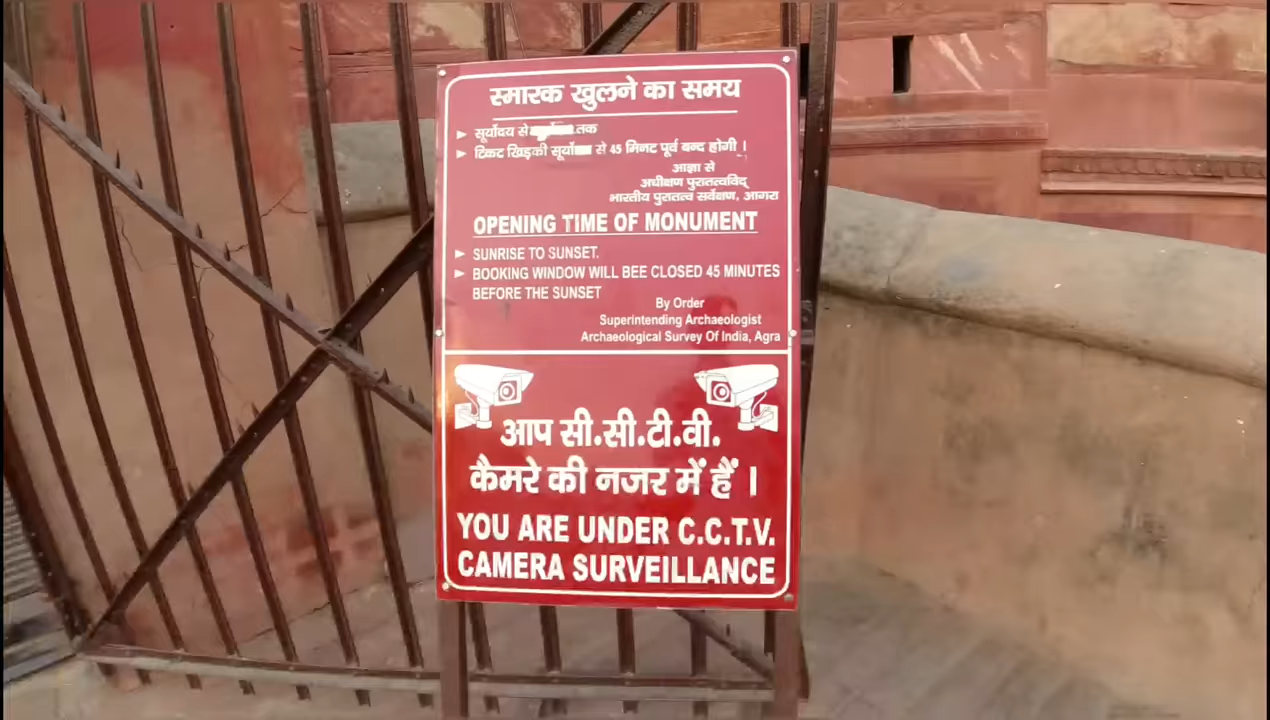 स्मारक खुलने का समय
सूर्योदय से तक
टिकट खिड़की से 45 मिनट पूर्व बन्द होगी।
आज्ञा से
अधीक्षण पुरातत्वविद्
भारतीय पुरातत्व सर्वेक्षण, आगरा
OPENING TIME OF MONUMENT
SUNRISE TO SUNSET.
BOOKING WINDOW WILL BEE CLOSED 45 MINUTES
BEFORE THE SUNSET
By Order
Superintending Archaeologist
Archaeological Survey Of India, Agra
आप सी.सी.टी.वी.
कैमरे की नजर में हैं।
YOU ARE UNDER C.C.T.V.
CAMERA SURVEILLANCE